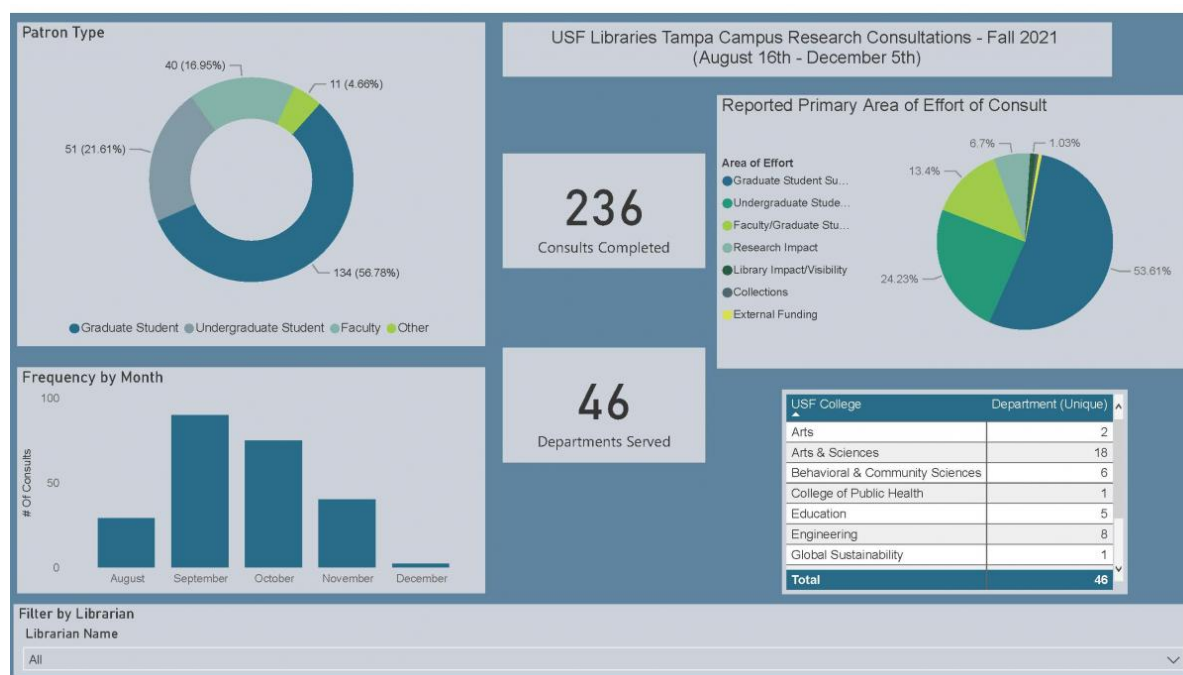 Patron Type
40 (16.95%)
11 (4.66%)
51 (21.61%)
134 (56.78%)
Graduate Student Undergraduate Student Faculty Other
USF Libraries Tampa Campus Research Consultations - Fall 2021
(August 16th - December 5th)
236
Consults Completed
46
Departments Served
Reported Primary Area of Effort of Consult
Area of Effort
Graduate Student Su...
Undergraduate Stude...
Faculty/Graduate Stu...
Research Impact
Library Impact/Visibility
Collections
External Funding
6.7%
1.03%
13.4%
24.23%
53.61%
Frequency by Month
# Of Consults
100
50
0
August September October November December
USF College Department (Unique)
Arts 2
Arts & Sciences 18
Behavioral & Community Sciences 6
College of Public Health 1
Education 5
Engineering 8
Global Sustainability 1
Total 46
Filter by Librarian
Librarian Name
All